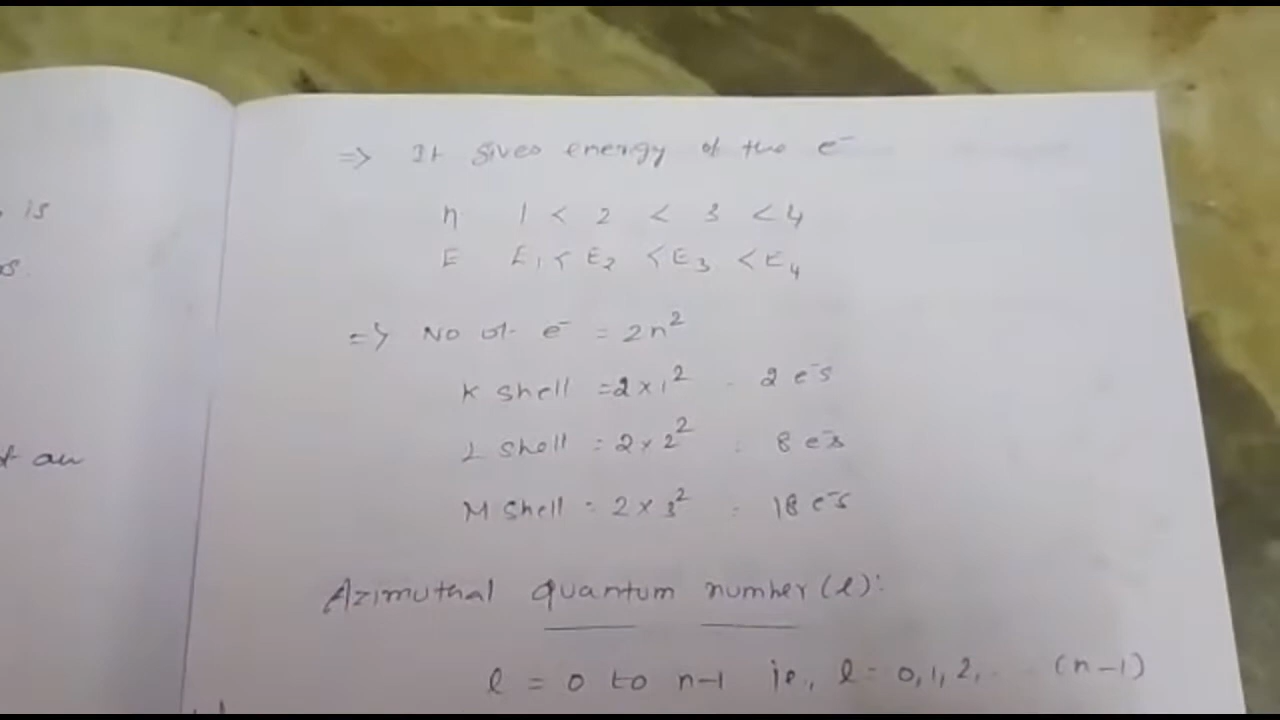 is
⇒ It gives energy of the e⁻
n 1 < 2 < 3 < 4
E E₁ < E₂ < E₃ < E₄
⇒ No of e⁻ = 2n²
K shell = 2 × 1² = 2 e⁻s
L shell = 2 × 2² = 8 e⁻s
an
M shell = 2 × 3² = 18 e⁻s
Azimuthal quantum number (l):
l = 0 to n-1 ie., l = 0, 1, 2, .. (n-1)